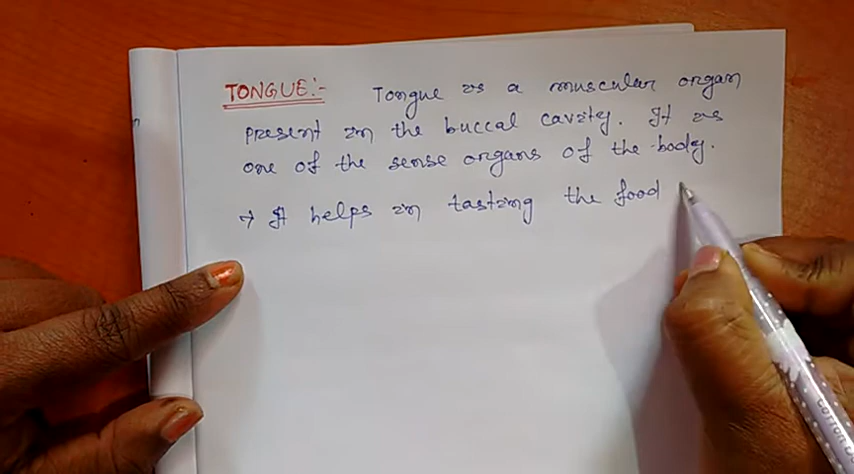 TONGUE:- Tongue is a muscular organ
present in the buccal cavity. It is
one of the sense organs of the body.
→ It helps in tasting the food